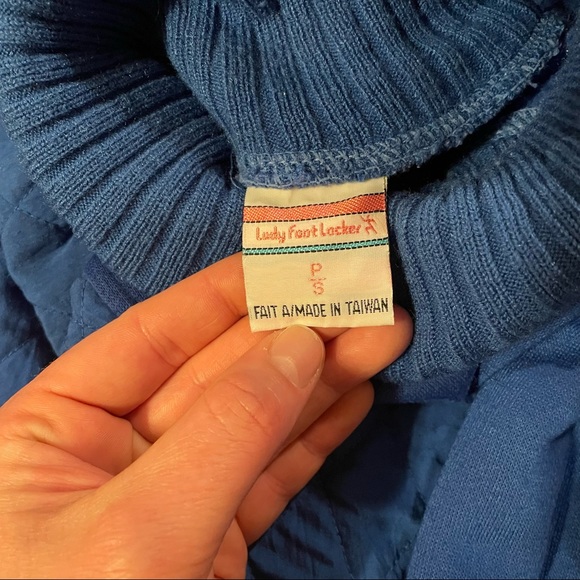 Lady Foot Locker
P
S
FAIT A/MADE IN TAIWAN